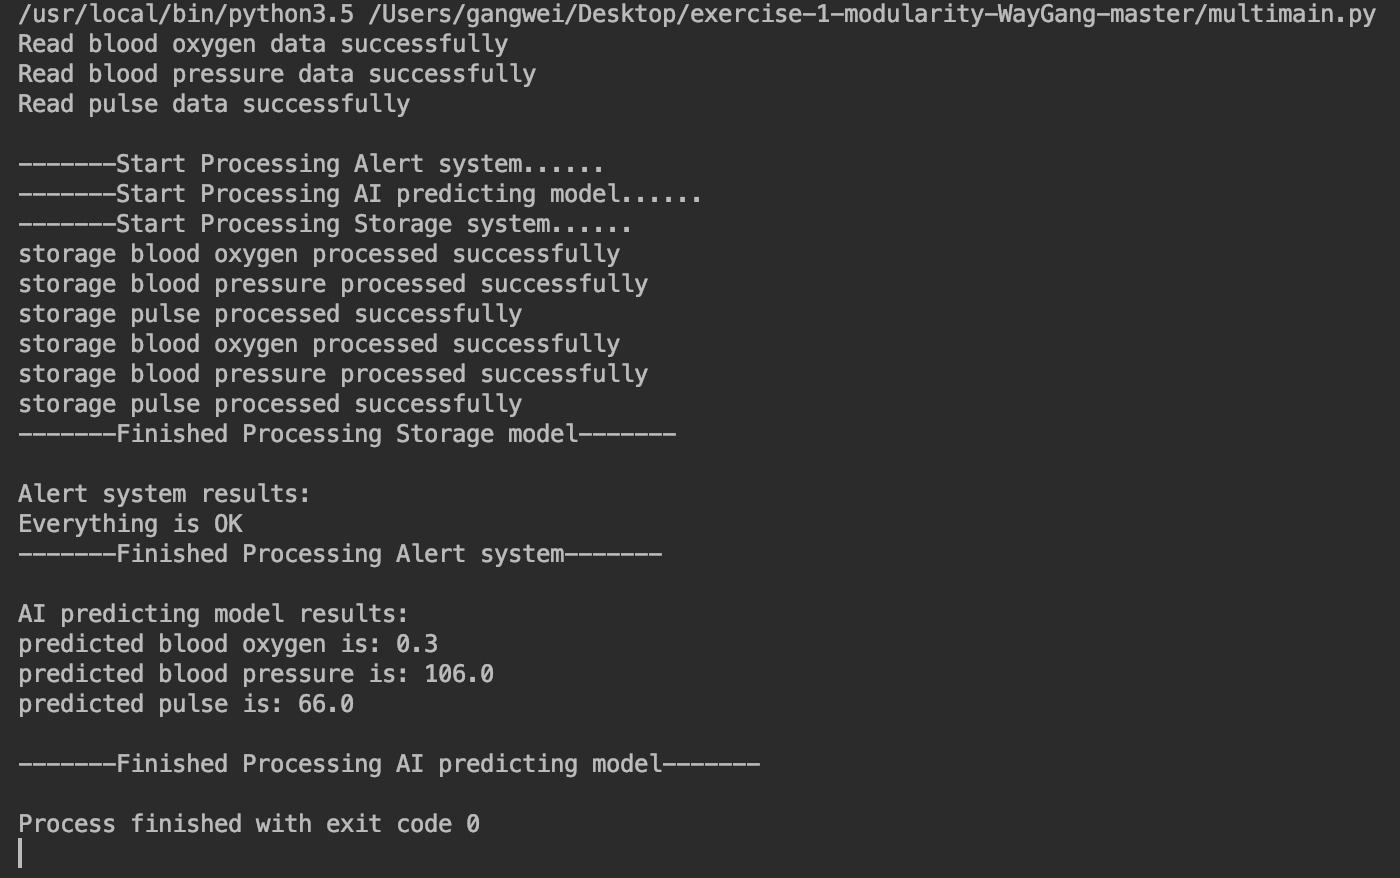 /usr/local/bin/python3.5 /Users/gangwei/Desktop/exercise-1-modularity-WayGang-master/multimain.py
Read blood oxygen data successfully
Read blood pressure data successfully
Read pulse data successfully
-------Start Processing Alert system......
-------Start Processing AI predicting model......
-------Start Processing Storage system......
storage blood oxygen processed successfully
storage blood pressure processed successfully
storage pulse processed successfully
storage blood oxygen processed successfully
storage blood pressure processed successfully
storage pulse processed successfully
-------Finished Processing Storage model-------
Alert system results:
Everything is OK
-------Finished Processing Alert system-------
AI predicting model results:
predicted blood oxygen is: 0.3
predicted blood pressure is: 106.0
predicted pulse is: 66.0
-------Finished Processing AI predicting model-------
Process finished with exit code 0